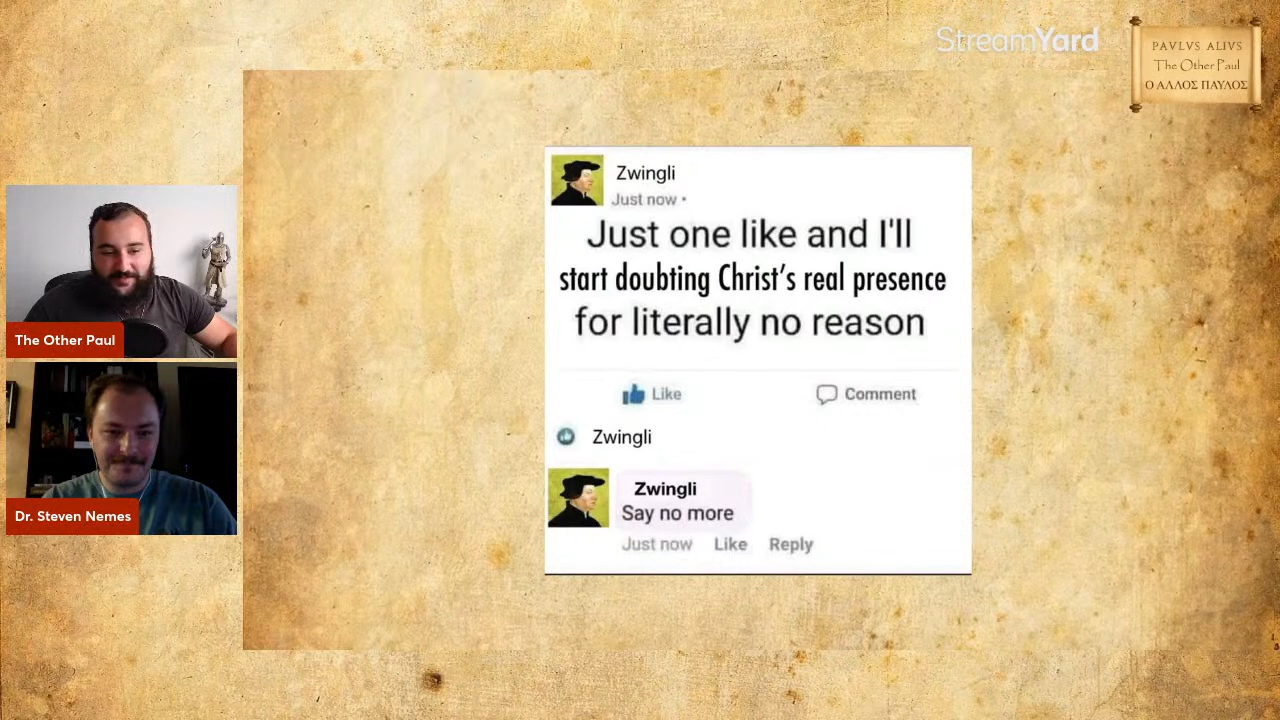 StreamYard
PAVLVS ALIVS
The Other Paul
Ο ΑΛΛΟΣ ΠΑΥΛΟΣ
Zwingli
Just now ·
Just one like and I'll
start doubting Christ's real presence
for literally no reason
Like
Comment
Zwingli
Zwingli
Say no more
Just now Like Reply
The Other Paul
Dr. Steven Nemes